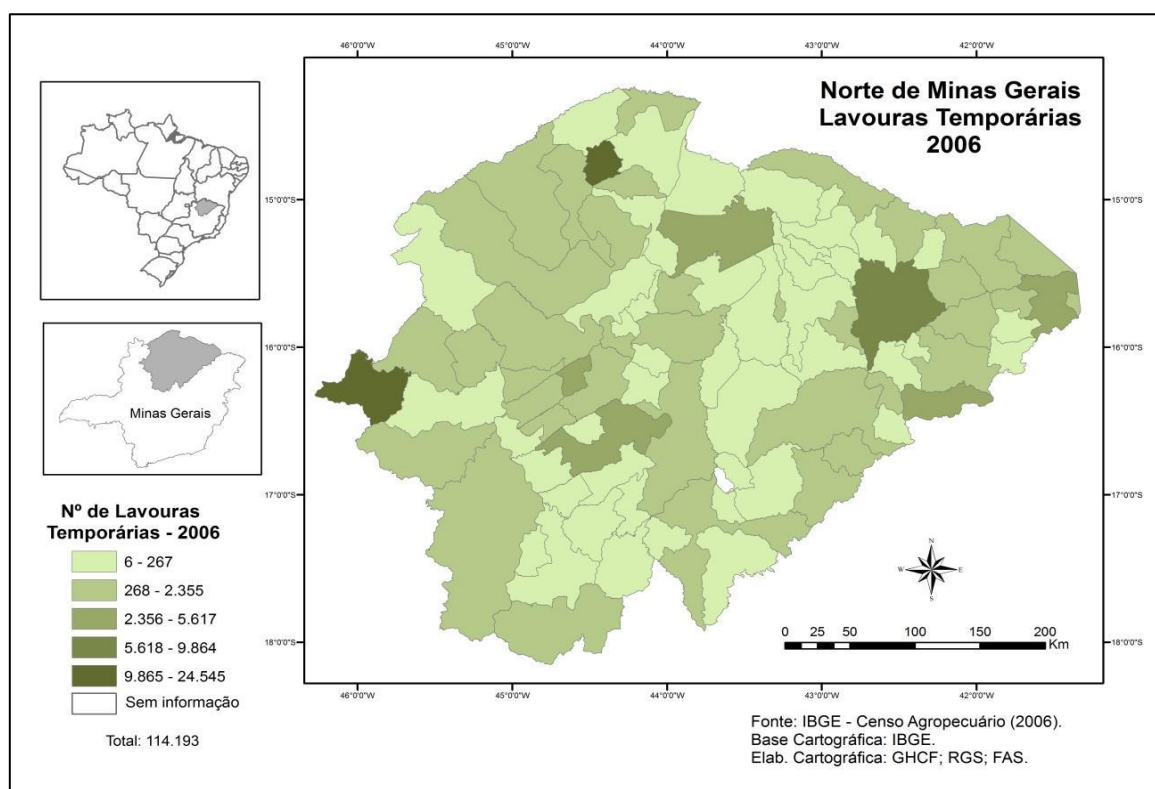 46°0'0"W 45°0'0"W 44°0'0"W 43°0'0"W 42°0'0"W
Norte de Minas Gerais
Lavouras Temporárias
2006
15°0'0"S 15°0'0"S
16°0'0"S 16°0'0"S
17°0'0"S 17°0'0"S
18°0'0"S 18°0'0"S
46°0'0"W 45°0'0"W 44°0'0"W 43°0'0"W 42°0'0"W
Minas Gerais
Nº de Lavouras
Temporárias - 2006
6 - 267
268 - 2.355
2.356 - 5.617
5.618 - 9.864
9.865 - 24.545
Sem informação
Total: 114.193
N
W E
S
0 25 50 100 150 200
Km
Fonte: IBGE - Censo Agropecuário (2006).
Base Cartográfica: IBGE.
Elab. Cartográfica: GHCF; RGS; FAS.